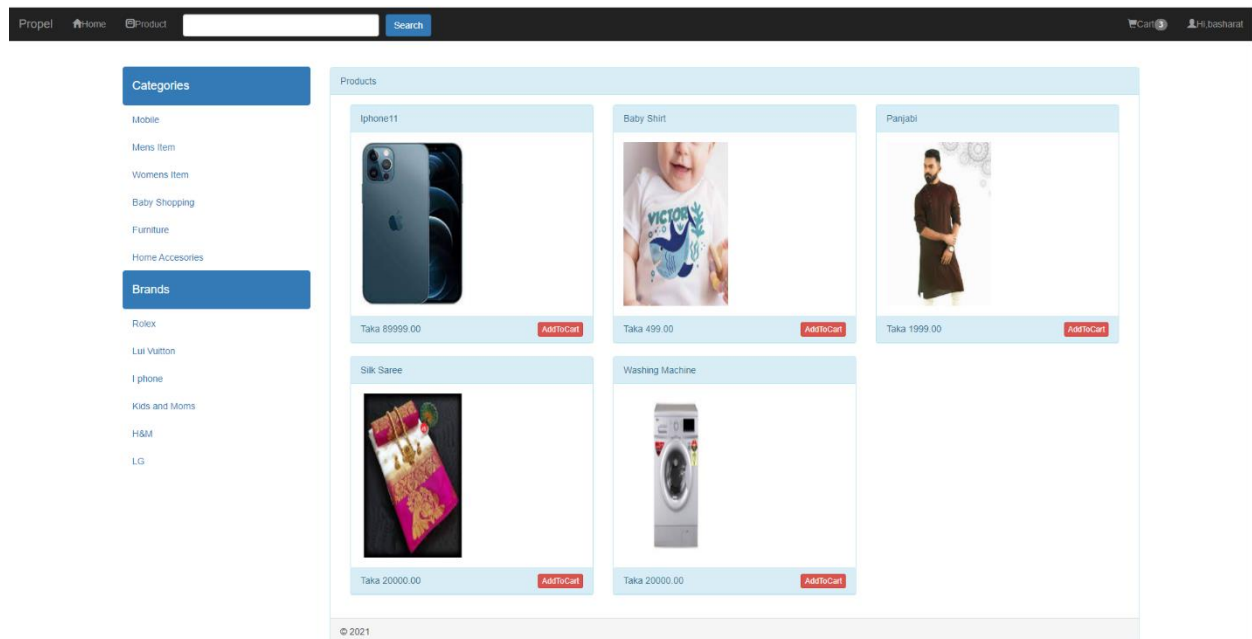 Propel Home Product Search Cart 3 Hi,basharat
Categories
Mobile
Mens Item
Womens Item
Baby Shopping
Furniture
Home Accesories
Brands
Rolex
Lui Vuitton
I phone
Kids and Moms
H&M
LG
Products
Iphone11
Baby Shirt
Panjabi
VICTOR
Taka 89999.00 AddToCart
Taka 499.00 AddToCart
Taka 1999.00 AddToCart
Silk Saree
Washing Machine
Taka 20000.00 AddToCart
Taka 20000.00 AddToCart
© 2021